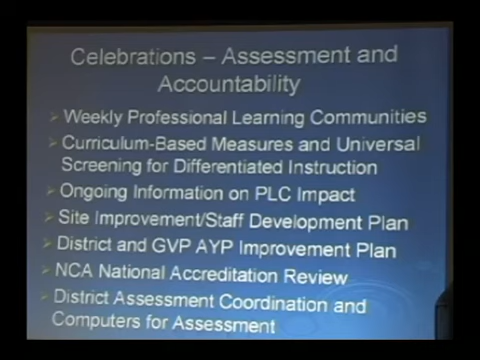 Celebrations – Assessment and
Accountability
Weekly Professional Learning Communities
Curriculum-Based Measures and Universal
Screening for Differentiated Instruction
Ongoing Information on PLC Impact
Site Improvement/Staff Development Plan
District and GVP AYP Improvement Plan
NCA National Accreditation Review
District Assessment Coordination and
Computers for Assessment